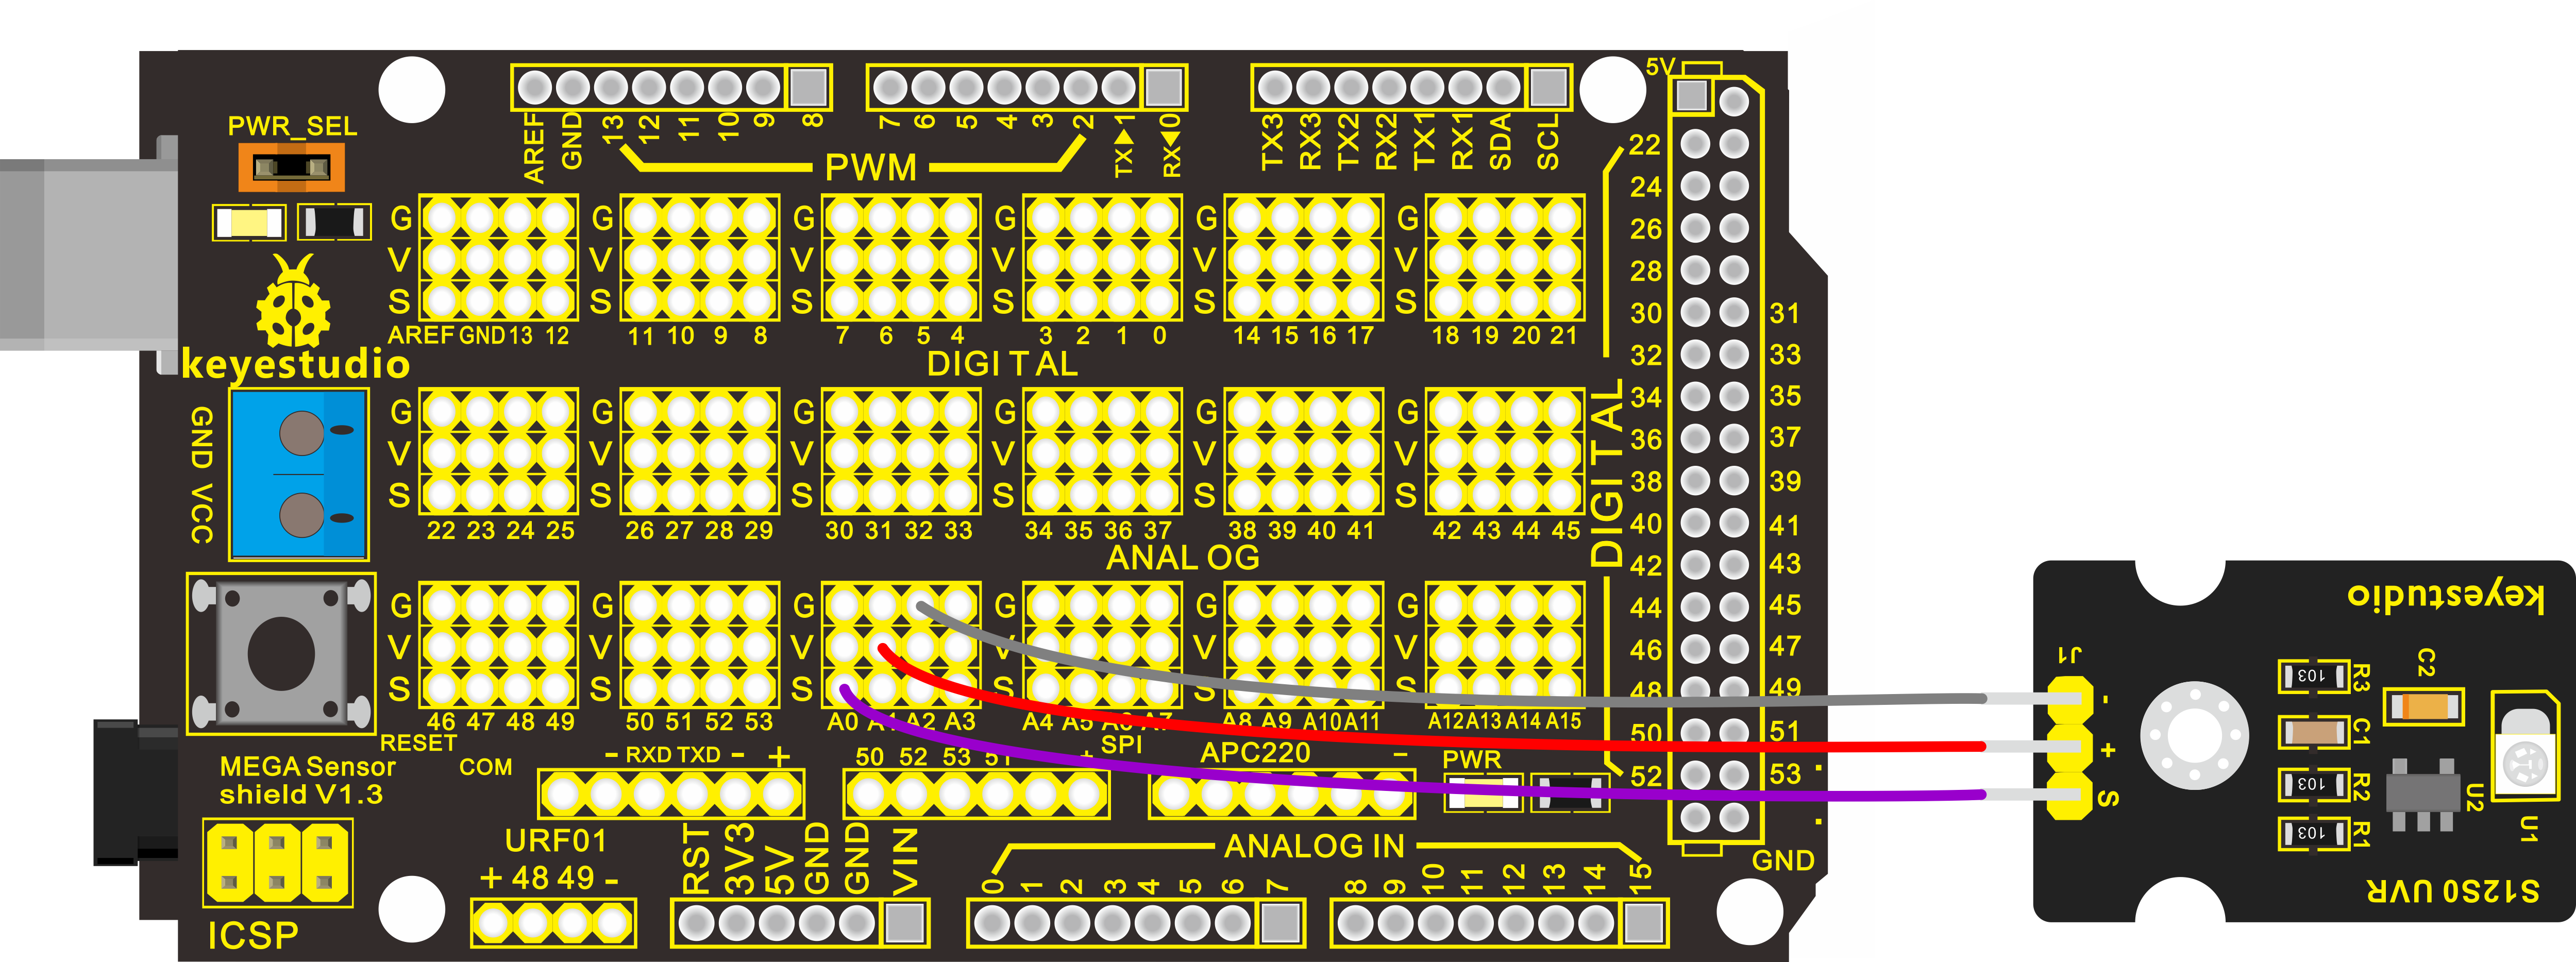 5V
PWR_SEL
AREF GND 13 12 11 10 9 8
7 6 5 4 3 2 TX▶1 RX◀0
TX3 RX3 TX2 RX2 TX1 RX1 SDA SCL
PWM
G G G G G G
V V V V V V
S S S S S S
AREF GND 13 12
11 10 9 8
7 6 5 4
3 2 1 0
14 15 16 17
18 19 20 21
DIGITAL
keyestudio
GND VCC
G G G G G G
V V V V V V
S S S S S S
22 23 24 25
26 27 28 29
30 31 32 33
34 35 36 37
38 39 40 41
42 43 44 45
ANALOG
G G G G G G
V V V V V V
S S S S S S
46 47 48 49
50 51 52 53
A0 A1 A2 A3
A4 A5 A6 A7
A8 A9 A10 A11
A12 A13 A14 A15
DIGITAL
22
24
26
28
30 31
32 33
34 35
36 37
38 39
40 41
42 43
44 45
46 47
48 49
50 51
52 53
GND
RESET
COM
MEGA Sensor
shield V1.3
- RXD TXD - +
50 52 53 51 +
SPI
APC220 -
PWR
URF01
+ 48 49 -
ICSP
RST 3V3 5V GND GND VIN
ANALOG IN
0 1 2 3 4 5 6 7
8 9 10 11 12 13 14 15
keyestudio
J1
-
+
S
R3
103
C2
C1
R2
103
R1
103
U2
U1
S12S0 UVR